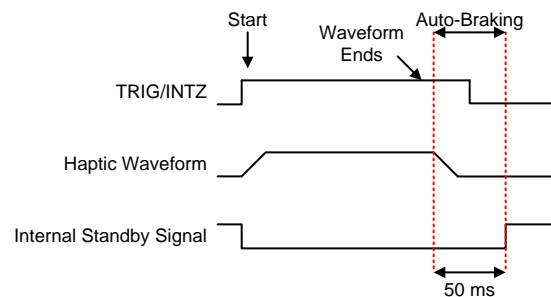 Start
Auto-Braking
Waveform
Ends
TRIG/INTZ
Haptic Waveform
Internal Standby Signal
50 ms